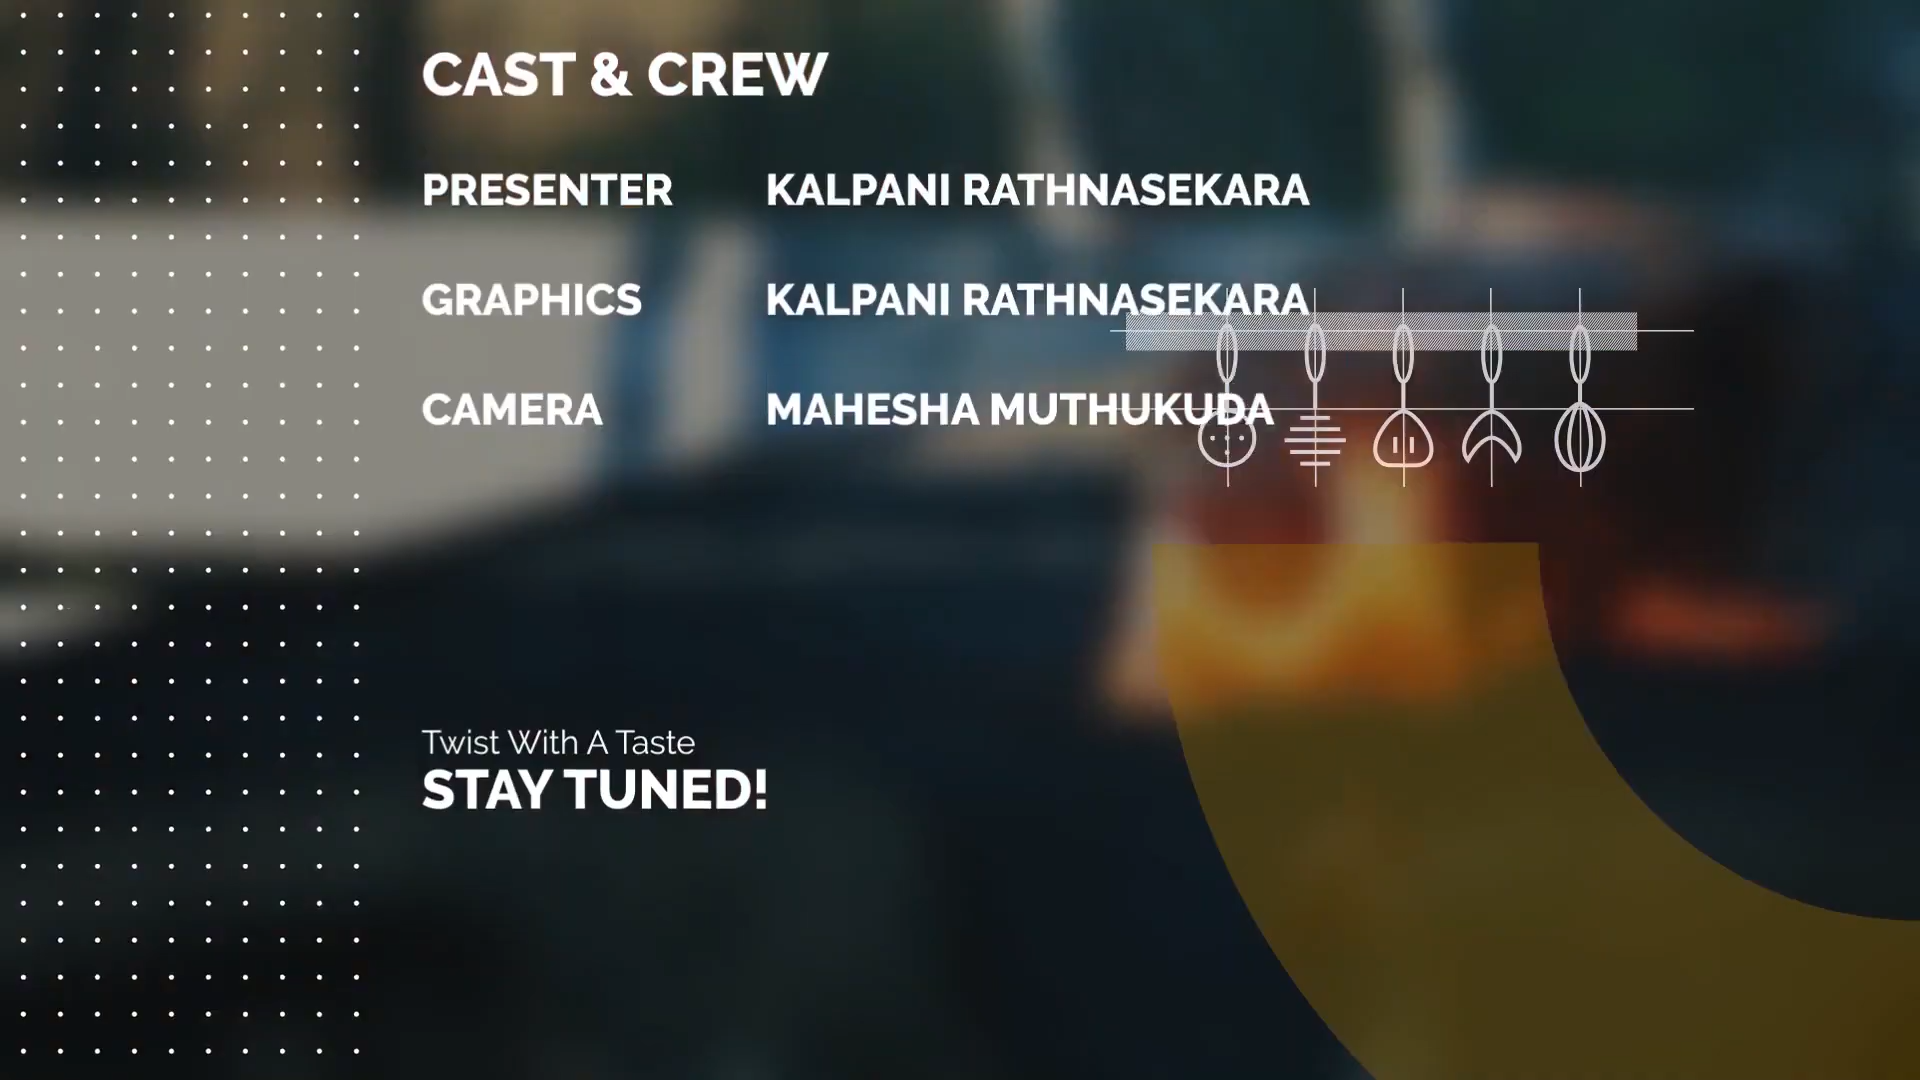 CAST & CREW
PRESENTER KALPANI RATHNASEKARA
GRAPHICS KALPANI RATHNASEKARA
CAMERA MAHESHA MUTHUKUDA
Twist With A Taste
STAY TUNED!